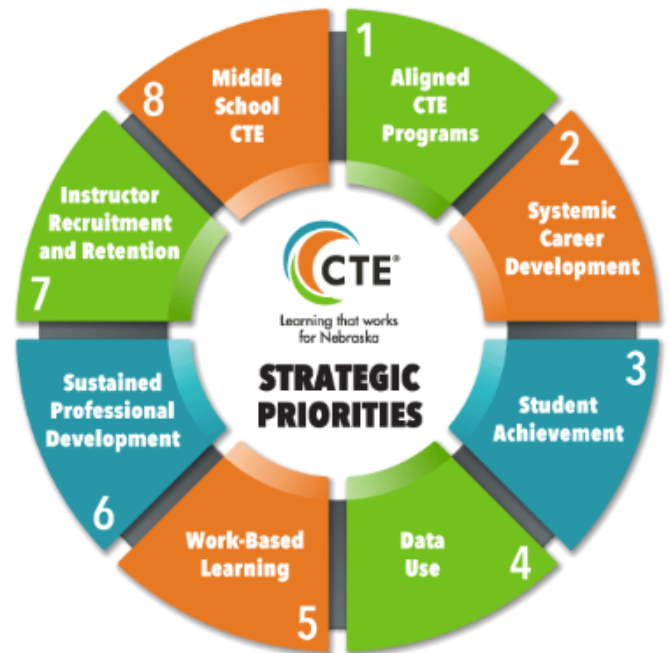 1
Aligned
CTE
Programs
2
Systemic
Career
Development
3
Student
Achievement
4
Data
Use
5
Work-Based
Learning
6
Sustained
Professional
Development
7
Instructor
Recruitment
and Retention
8
Middle
School
CTE
CTE®
Learning that works
for Nebraska
STRATEGIC
PRIORITIES